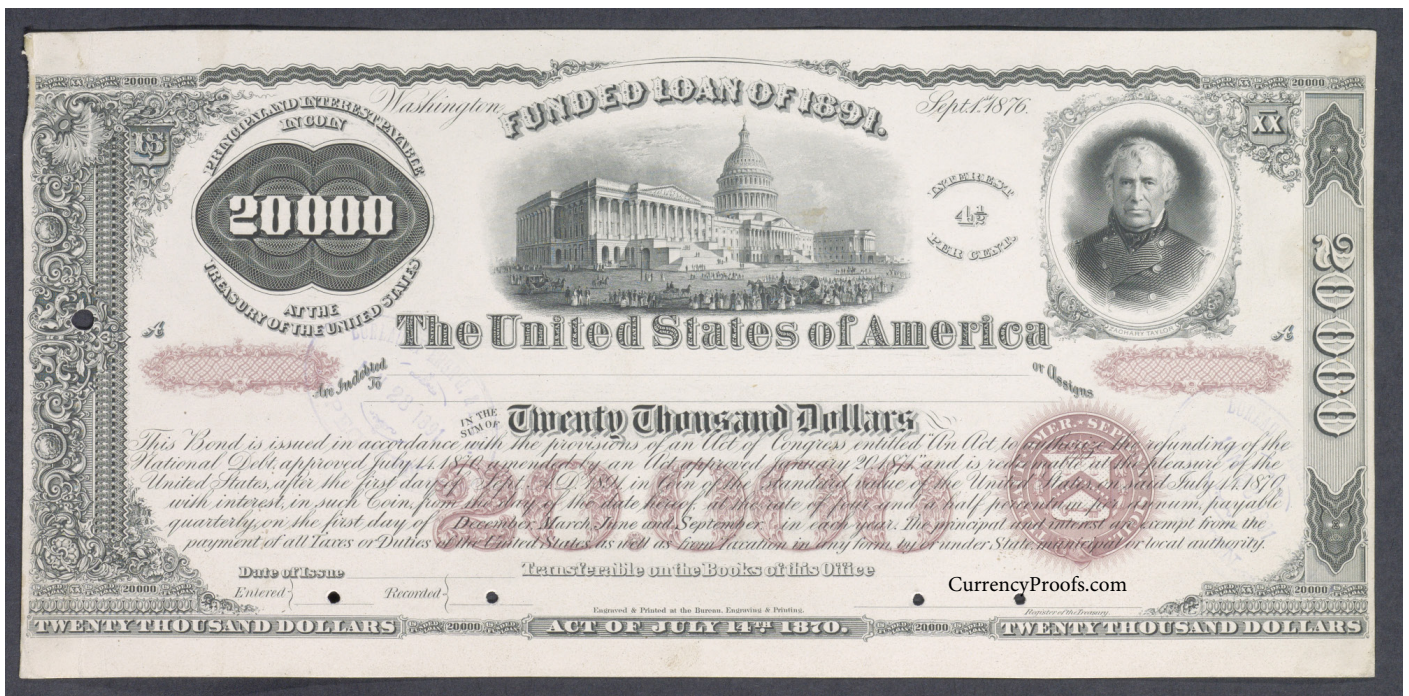 20000 XX 20000
XX 20000
Washington,
FUNDED LOAN OF 1891.
Sept. 1st 1876.
PRINCIPAL AND INTEREST PAYABLE
IN COIN
20000
AT THE
TREASURY OF THE UNITED STATES
US
INTEREST
4½
PER CENT.
XX
ZACHARY TAYLOR
20000
A
The United States of America
A
Are Indebted
To
or Assigns
IN THE
SUM OF
Twenty Thousand Dollars
20.000
This Bond is issued in accordance with the provisions of an Act of Congress entitled "An Act to authorize the refunding of the
National Debt, approved July 14. 1870, amended by an Act approved January 20. 1871," and is redeemable at the pleasure of the
United States, after the first day of Sept. A.D. 1891, in Coin of the Standard value of the United States on said July 14. 1870,
with interest, in such Coin, from the day of the date hereof, at the rate of four and a half per centum per annum, payable
quarterly, on the first day of December, March, June and September in each year. The principal and interest are exempt from the
payment of all Taxes or Duties of the United States, as well as from Taxation in any form, by or under State, municipal or local authority.
Date of Issue
Transferable on the Books of this Office
Entered
Recorded
CurrencyProofs.com
Engraved & Printed at the Bureau, Engraving & Printing.
Register of the Treasury.
XX 20000
20000
TWENTY THOUSAND DOLLARS
20000
ACT OF JULY 14TH 1870.
20000
TWENTY THOUSAND DOLLARS